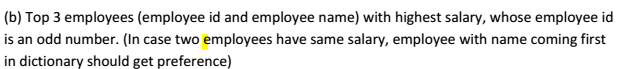 (b) Top 3 employees (employee id and employee name) with highest salary, whose employee id
is an odd number. (In case two employees have same salary, employee with name coming first
in dictionary should get preference)